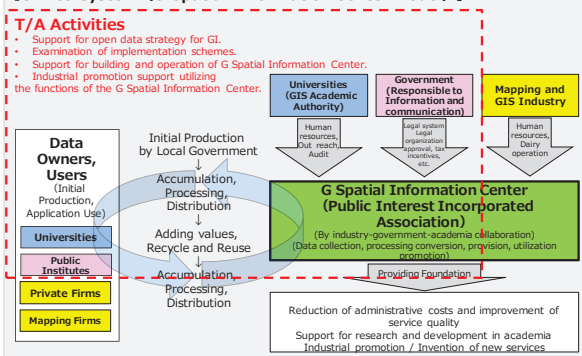 T/A Activities
• Support for open data strategy for GI.
• Examination of implementation schemes.
• Support for building and operation of G Spatial Information Center.
• Industrial promotion support utilizing
the functions of the G Spatial Information Center.
Universities
(GIS Academic
Authority)
Government
(Responsible to
Information and
communication)
Mapping and
GIS Industry
Human
resources,
Out reach,
Audit
Legal system
Legal
organization
approval, tax
incentives,
etc.
Human
resources,
Dairy
operation
Data
Owners,
Users
(Initial
Production,
Application Use)
Universities
Public
Institutes
Private Firms
Mapping Firms
Initial Production
by Local Government
↓
Accumulation,
Processing,
Distribution
↓
Adding values,
Recycle and Reuse
↓
Accumulation,
Processing,
Distribution
G Spatial Information Center
(Public Interest Incorporated
Association)
(By industry-government-academia collaboration)
(Data collection, processing conversion, provision, utilization
promotion)
Providing Foundation
Reduction of administrative costs and improvement of
service quality
Support for research and development in academia
Industrial promotion / Invention of new services